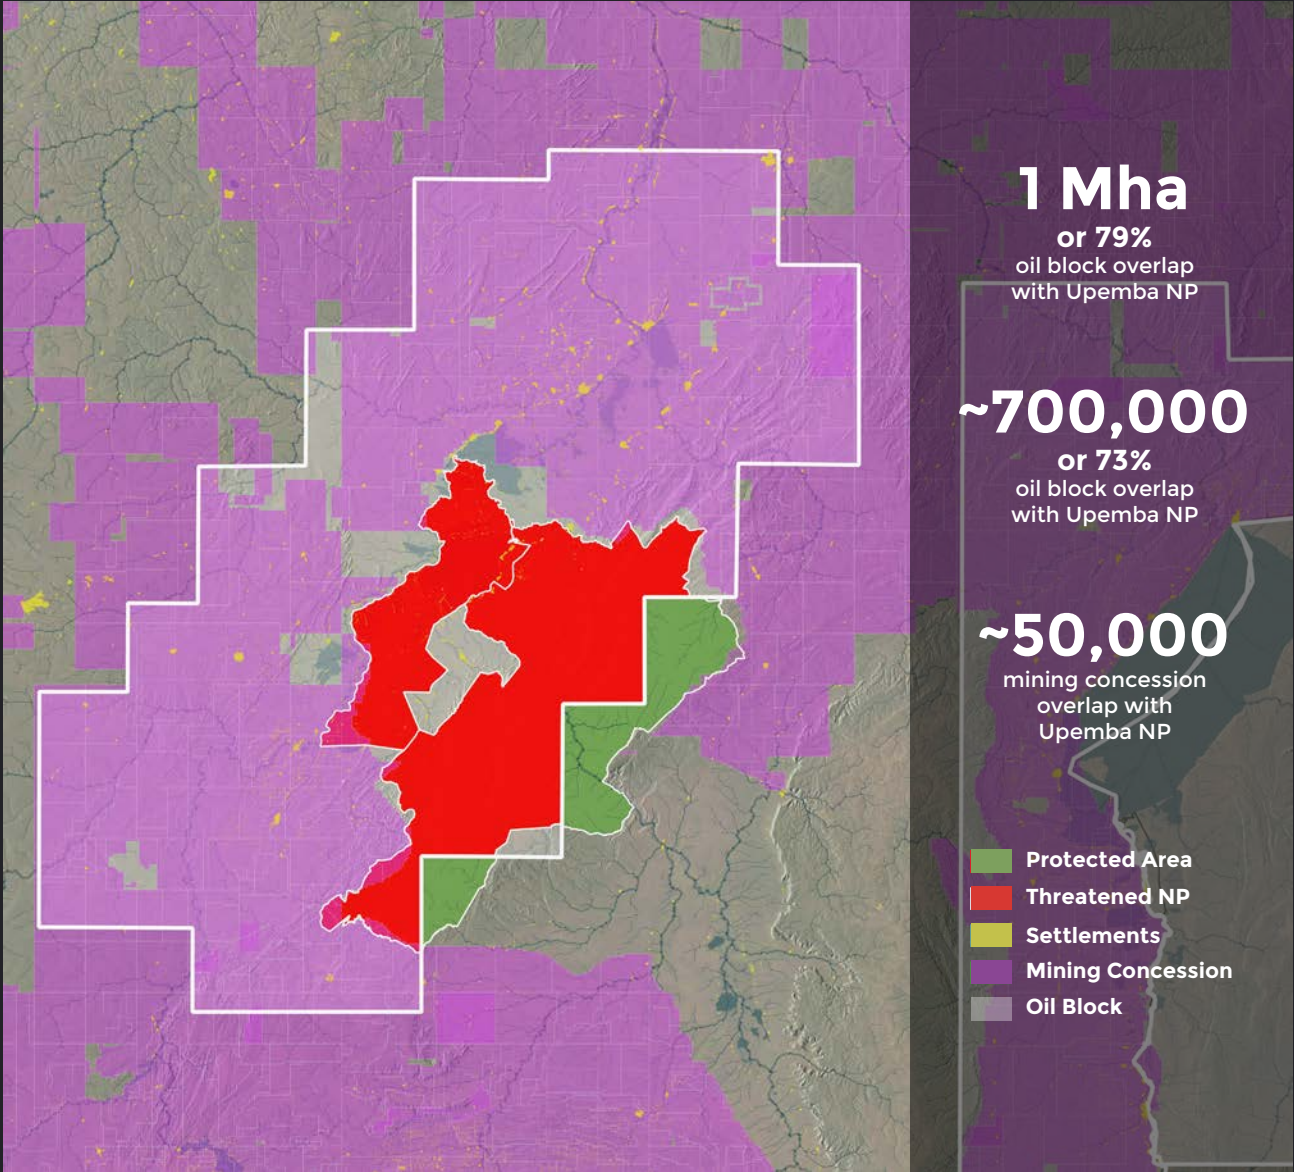 1 Mha
or 79%
oil block overlap
with Upemba NP
~700,000
or 73%
oil block overlap
with Upemba NP
~50,000
mining concession
overlap with
Upemba NP
Protected Area
Threatened NP
Settlements
Mining Concession
Oil Block